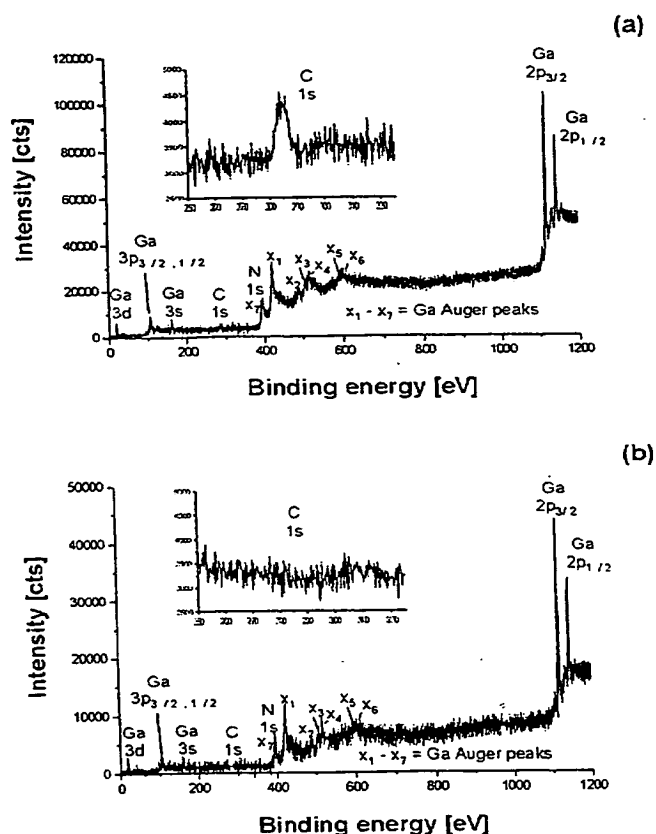 (a)
Ga
2p3/2
Ga
2p1/2
C
1s
Intensity [cts]
120000
100000
80000
60000
40000
20000
0
Ga
3p3/2,1/2
Ga
3d
Ga
3s
C
1s
N
1s
x7
x1
x2
x3
x4
x5
x6
x1 - x7 = Ga Auger peaks
0 200 400 600 800 1000 1200
Binding energy [eV]
(b)
Ga
2p3/2
Ga
2p1/2
C
1s
Intensity [cts]
50000
40000
30000
20000
10000
0
Ga
3p3/2,1/2
Ga
3d
Ga
3s
C
1s
N
1s
x7
x1
x2
x3
x4
x5
x6
x1 - x7 = Ga Auger peaks
0 200 400 600 800 1000 1200
Binding energy [eV]